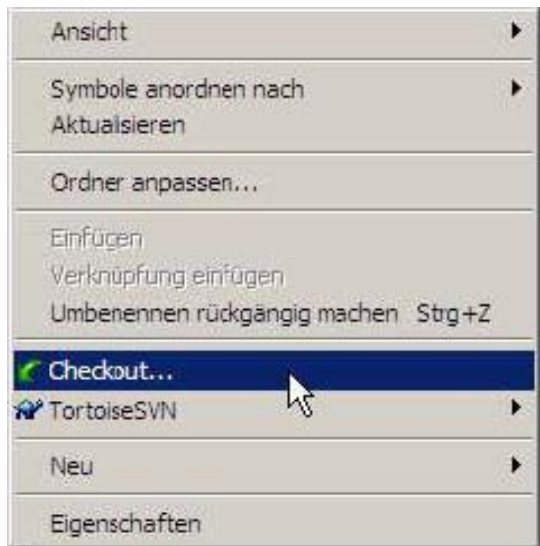 Ansicht
Symbole anordnen nach
Aktualisieren
Ordner anpassen...
Einfügen
Verknüpfung einfügen
Umbenennen rückgängig machen Strg+Z
Checkout...
TortoiseSVN
Neu
Eigenschaften